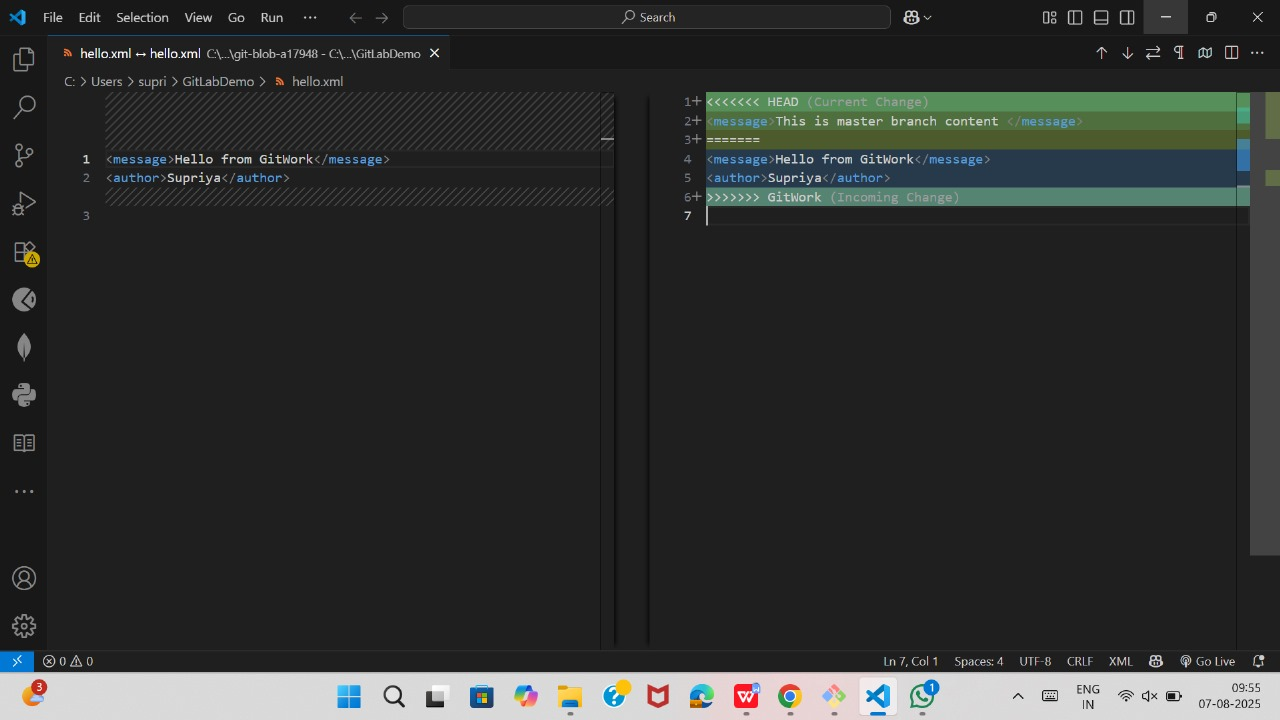 File Edit Selection View Go Run ··· Search
hello.xml ↔ hello.xml C:\...\git-blob-a17948 - C:\...\GitLabDemo
C: > Users > supri > GitLabDemo > hello.xml
1 <message>Hello from GitWork</message>
2 <author>Supriya</author>
3
1+ <<<<<<< HEAD (Current Change)
2+ <message>This is master branch content </message>
3+ =======
4 <message>Hello from GitWork</message>
5 <author>Supriya</author>
6+ >>>>>>> GitWork (Incoming Change)
7
0 0 Ln 7, Col 1 Spaces: 4 UTF-8 CRLF XML Go Live
3 1 ENG IN 09:55 07-08-2025